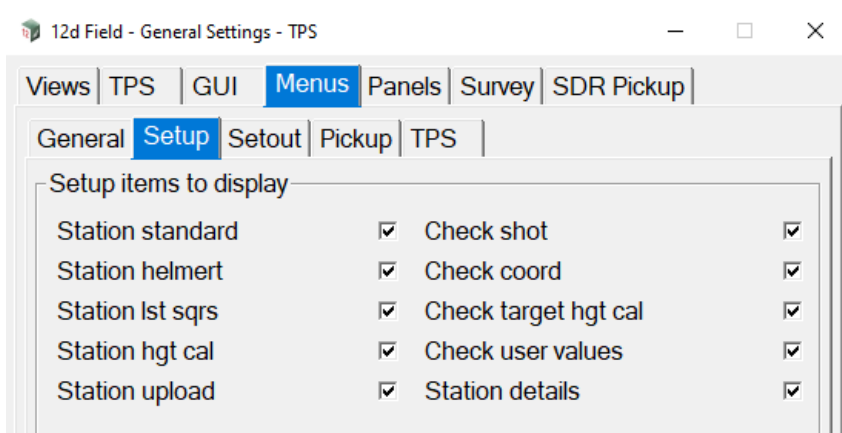 12d Field - General Settings - TPS
Views TPS GUI Menus Panels Survey SDR Pickup
General Setup Setout Pickup TPS
Setup items to display
Station standard Check shot
Station helmert Check coord
Station lst sqrs Check target hgt cal
Station hgt cal Check user values
Station upload Station details